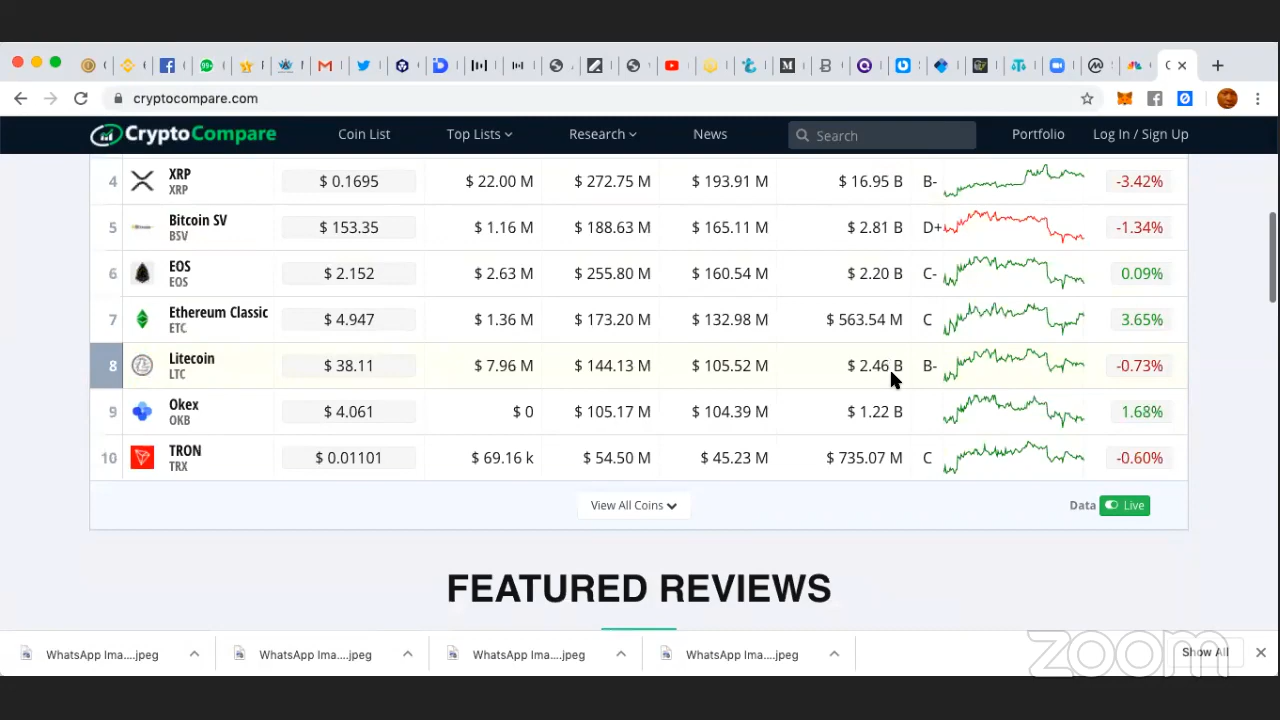 cryptocompare.com
CryptoCompare Coin List Top Lists Research News Search Portfolio Log In / Sign Up
4 XRP $ 0.1695 $ 22.00 M $ 272.75 M $ 193.91 M $ 16.95 B B- -3.42%
XRP
5 Bitcoin SV $ 153.35 $ 1.16 M $ 188.63 M $ 165.11 M $ 2.81 B D+ -1.34%
BSV
6 EOS $ 2.152 $ 2.63 M $ 255.80 M $ 160.54 M $ 2.20 B C- 0.09%
EOS
7 Ethereum Classic $ 4.947 $ 1.36 M $ 173.20 M $ 132.98 M $ 563.54 M C 3.65%
ETC
8 Litecoin $ 38.11 $ 7.96 M $ 144.13 M $ 105.52 M $ 2.46 B B- -0.73%
LTC
9 Okex $ 4.061 $ 0 $ 105.17 M $ 104.39 M $ 1.22 B 1.68%
OKB
10 TRON $ 0.01101 $ 69.16 k $ 54.50 M $ 45.23 M $ 735.07 M C -0.60%
TRX
View All Coins Data Live
FEATURED REVIEWS
WhatsApp Ima....jpeg WhatsApp Ima....jpeg WhatsApp Ima....jpeg WhatsApp Ima....jpeg Show All
zoom